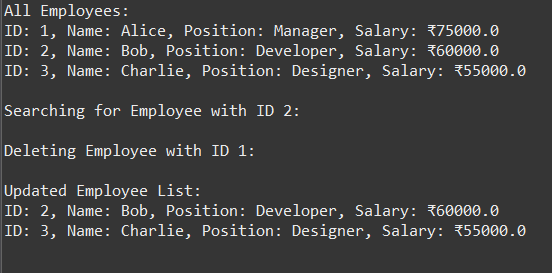 All Employees:
ID: 1, Name: Alice, Position: Manager, Salary: ₹75000.0
ID: 2, Name: Bob, Position: Developer, Salary: ₹60000.0
ID: 3, Name: Charlie, Position: Designer, Salary: ₹55000.0
Searching for Employee with ID 2:
Deleting Employee with ID 1:
Updated Employee List:
ID: 2, Name: Bob, Position: Developer, Salary: ₹60000.0
ID: 3, Name: Charlie, Position: Designer, Salary: ₹55000.0